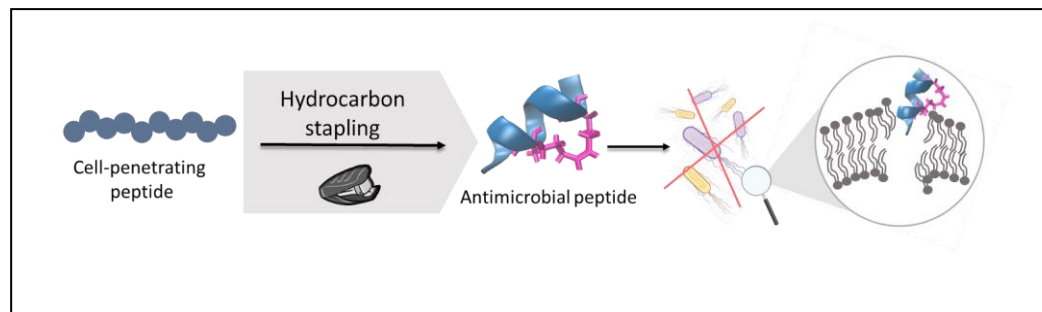 Hydrocarbon
stapling
Cell-penetrating
peptide
Antimicrobial peptide